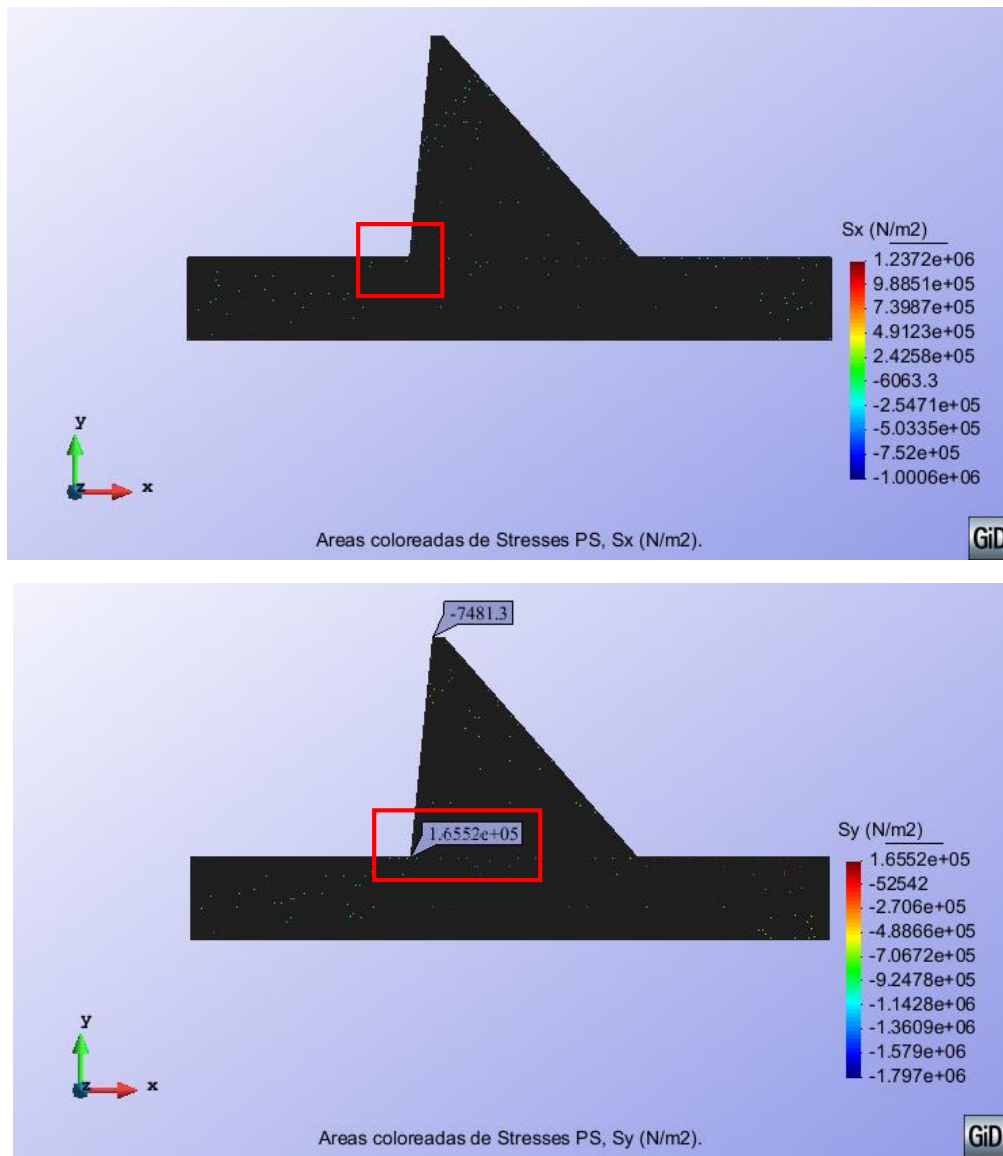 Sx (N/m2)
1.2372e+06
9.8851e+05
7.3987e+05
4.9123e+05
2.4258e+05
-6063.3
-2.5471e+05
-5.0335e+05
-7.52e+05
-1.0006e+06
y
z x
Areas coloreadas de Stresses PS, Sx (N/m2).
GiD
-7481.3
1.6552e+05
Sy (N/m2)
1.6552e+05
-52542
-2.706e+05
-4.8866e+05
-7.0672e+05
-9.2478e+05
-1.1428e+06
-1.3609e+06
-1.579e+06
-1.797e+06
y
z x
Areas coloreadas de Stresses PS, Sy (N/m2).
GiD